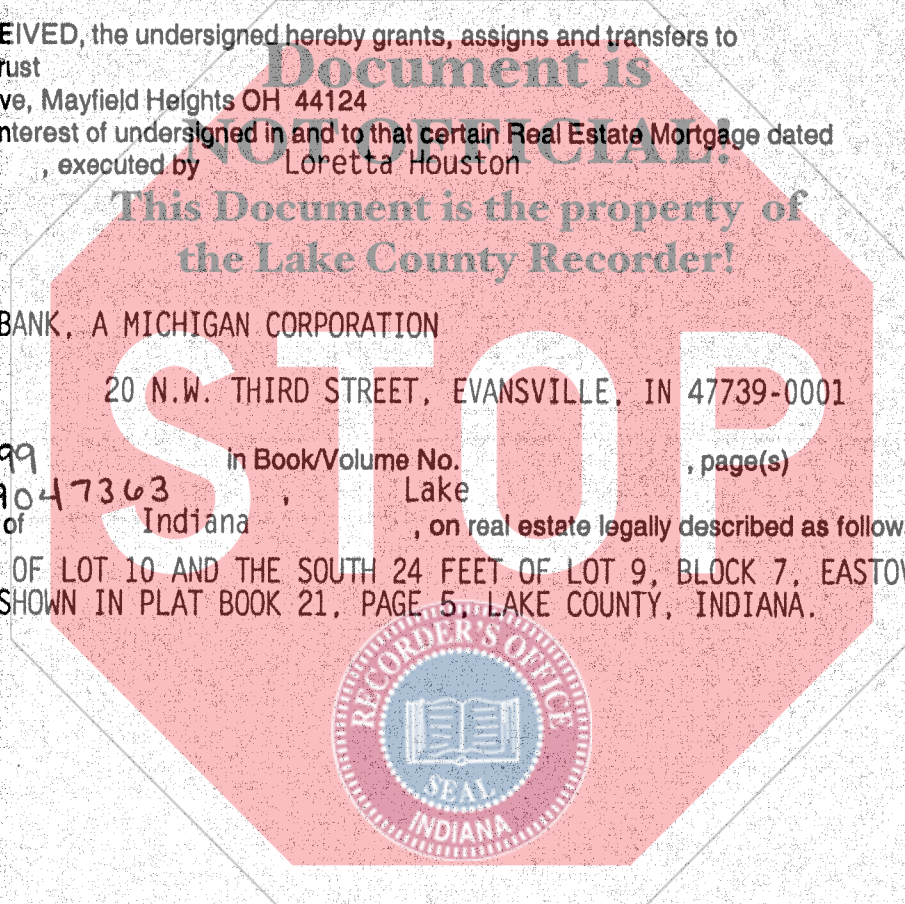 EIVED, the undersigned hereby grants, assigns and transfers to
rust
Document is
ve, Mayfield Heights OH 44124
nterest of undersigned in and to that certain Real Estate Mortgage dated
NOT OFFICIAL!
, executed by Loretta Houston
This Document is the property of
the Lake County Recorder!
BANK, A MICHIGAN CORPORATION
STOP
20 N.W. THIRD STREET, EVANSVILLE, IN 47739-0001
99 in Book/Volume No. , page(s)
9047363 , Lake
of Indiana , on real estate legally described as follow
OF LOT 10 AND THE SOUTH 24 FEET OF LOT 9, BLOCK 7, EASTOW
SHOWN IN PLAT BOOK 21, PAGE 5, LAKE COUNTY, INDIANA.
RECORDER'S OFFICE
SEAL
INDIANA